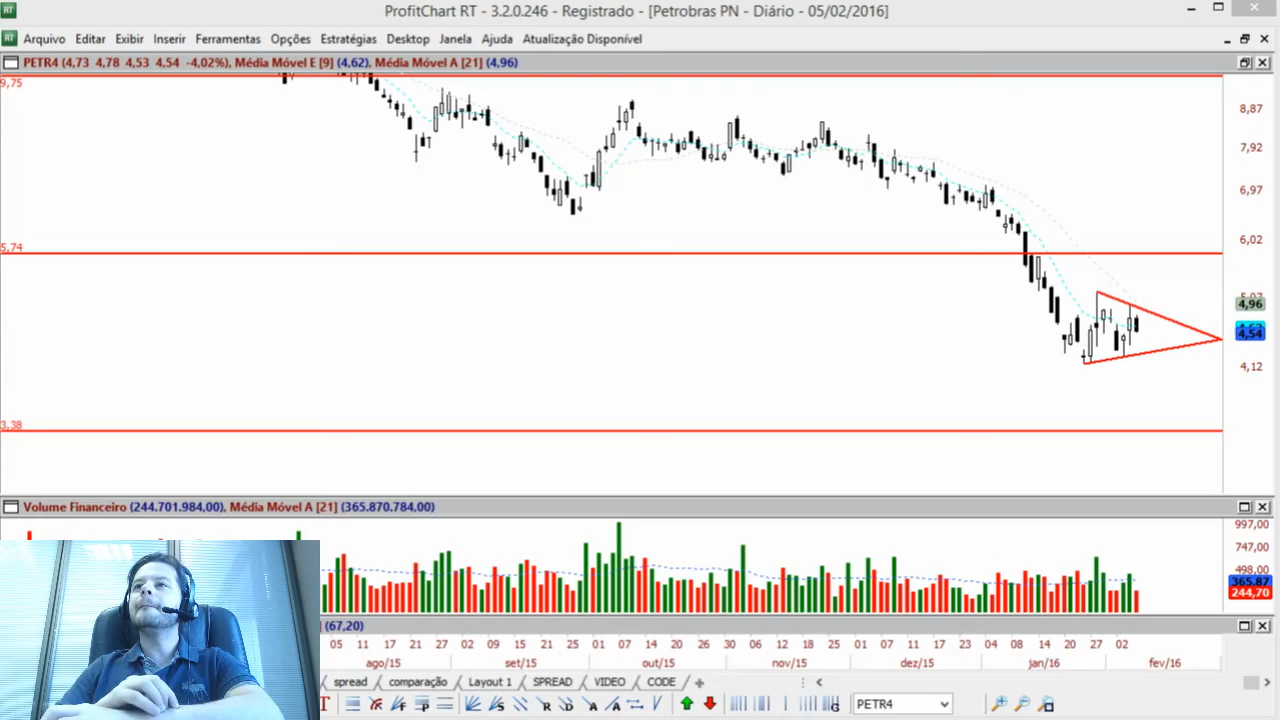 RT ProfitChart RT - 3.2.0.246 - Registrado - [Petrobras PN - Diário - 05/02/2016]
RT Arquivo Editar Exibir Inserir Ferramentas Opções Estratégias Desktop Janela Ajuda Atualização Disponível
PETR4 (4,73 4,78 4,53 4,54 -4,02%), Média Móvel E [9] (4,62), Média Móvel A [21] (4,96)
9,75
8,87
7,92
6,97
6,02
5,74
5,07
4,96
4,54
4,12
3,38
Volume Financeiro (244.701.984,00), Média Móvel A [21] (365.870.784,00)
997,00
747,00
498,00
365,87
244,70
] (67,20)
05 11 17 21 27 02 09 15 21 25 01 07 14 20 26 30 06 12 18 25 01 07 11 17 23 04 08 14 20 27 02
ago/15 set/15 out/15 nov/15 dez/15 jan/16 fev/16
spread comparação Layout 1 SPREAD VIDEO CODE
PETR4